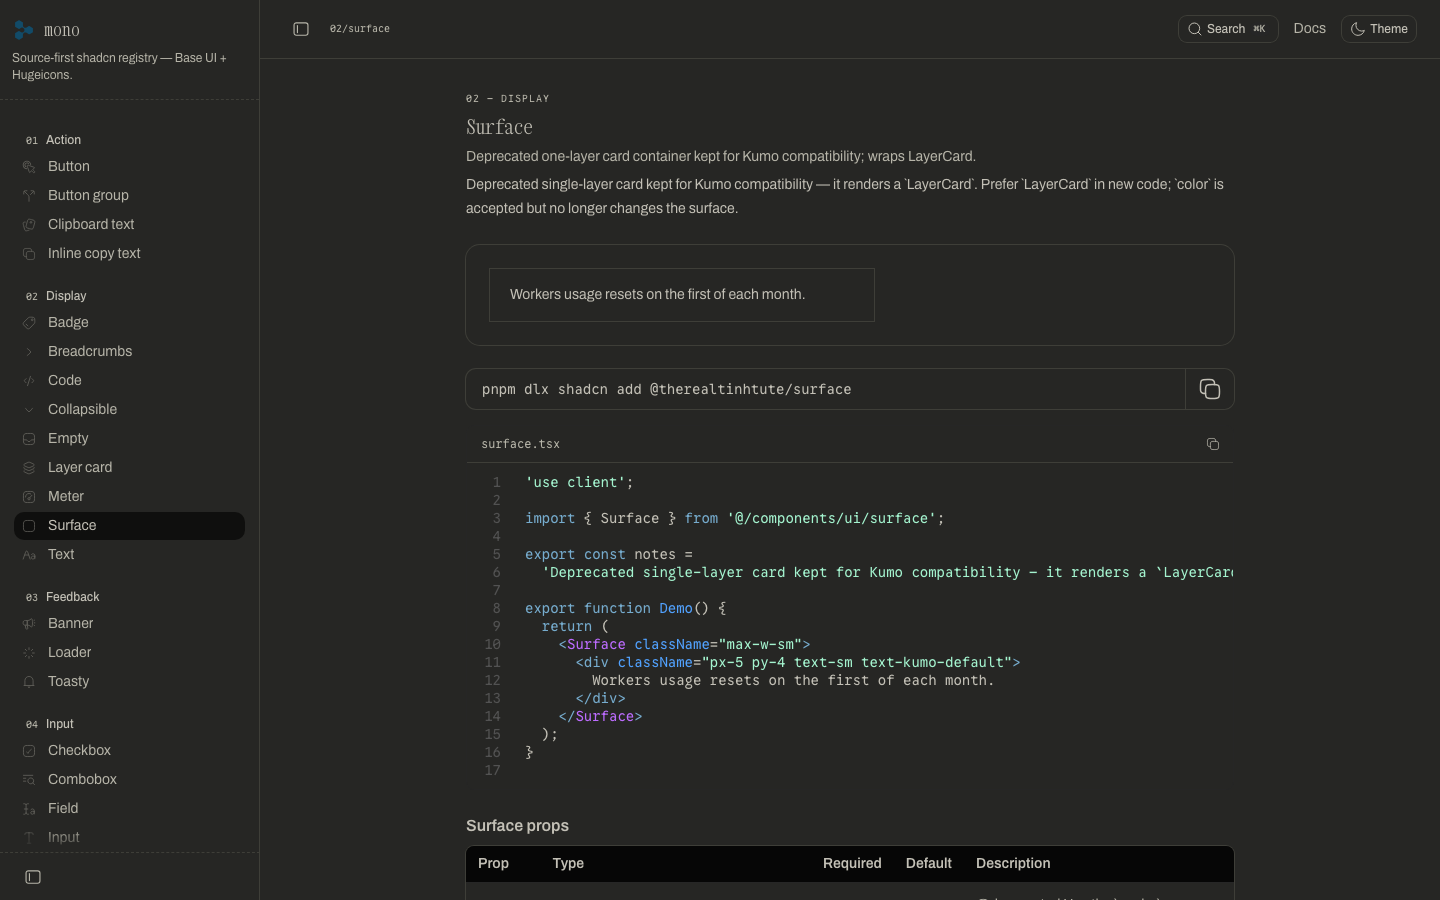 mono
Source-first shadcn registry — Base UI +
Hugeicons.
01 Action
Button
Button group
Clipboard text
Inline copy text
02 Display
Badge
Breadcrumbs
Code
Collapsible
Empty
Layer card
Meter
Surface
Text
03 Feedback
Banner
Loader
Toasty
04 Input
Checkbox
Combobox
Field
Input
02/surface
Search ⌘K
Docs
Theme
02 — DISPLAY
Surface
Deprecated one-layer card container kept for Kumo compatibility; wraps LayerCard.
Deprecated single-layer card kept for Kumo compatibility — it renders a `LayerCard`. Prefer `LayerCard` in new code; `color` is
accepted but no longer changes the surface.
Workers usage resets on the first of each month.
pnpm dlx shadcn add @therealtinhtute/surface
surface.tsx
1 'use client';
2
3 import { Surface } from '@/components/ui/surface';
4
5 export const notes =
6 'Deprecated single-layer card kept for Kumo compatibility — it renders a `LayerCard
7
8 export function Demo() {
9 return (
10 <Surface className="max-w-sm">
11 <div className="px-5 py-4 text-sm text-kumo-default">
12 Workers usage resets on the first of each month.
13 </div>
14 </Surface>
15 );
16 }
17
Surface props
Prop Type Required Default Description